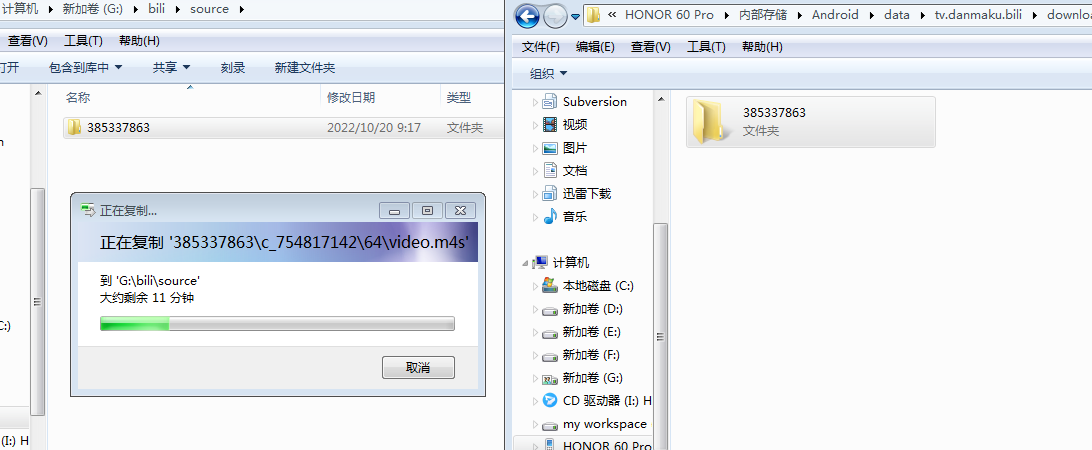 计算机 新加卷 (G:) bili source
查看(V) 工具(T) 帮助(H)
打开 包含到库中 共享 刻录 新建文件夹
名称 修改日期 类型
385337863 2022/10/20 9:17 文件夹
正在复制...
正在复制 '385337863\c_754817142\64\video.m4s'
到 'G:\bili\source'
大约剩余 11 分钟
取消
C:)
(I:) H
« HONOR 60 Pro 内部存储 Android data tv.danmaku.bili downloa
文件(F) 编辑(E) 查看(V) 工具(T) 帮助(H)
组织
Subversion
视频
图片
文档
迅雷下载
音乐
计算机
本地磁盘 (C:)
新加卷 (D:)
新加卷 (E:)
新加卷 (F:)
新加卷 (G:)
CD 驱动器 (I:) H
my workspace
HONOR 60 Pro
385337863
文件夹